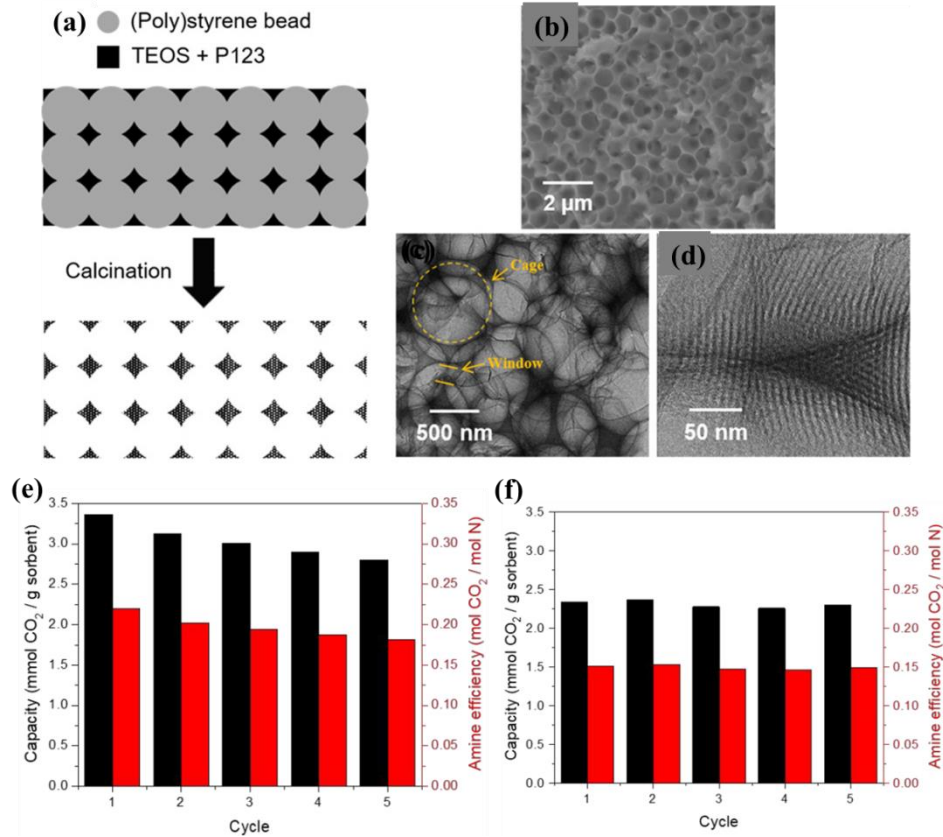 (a)
(Poly)styrene bead
TEOS + P123
Calcination
(b)
2 μm
(c)
Cage
Window
500 nm
(d)
50 nm
(e)
Capacity (mmol CO₂ / g sorbent)
3.5
3.0
2.5
2.0
1.5
1.0
0.5
0.0
0.35
0.30
0.25
0.20
0.15
0.10
0.05
0.00
Amine efficiency (mol CO₂ / mol N)
1 2 3 4 5
Cycle
(f)
Capacity (mmol CO₂ / g sorbent)
3.5
3.0
2.5
2.0
1.5
1.0
0.5
0.0
0.35
0.30
0.25
0.20
0.15
0.10
0.05
0.00
Amine efficiency (mol CO₂ / mol N)
1 2 3 4 5
Cycle